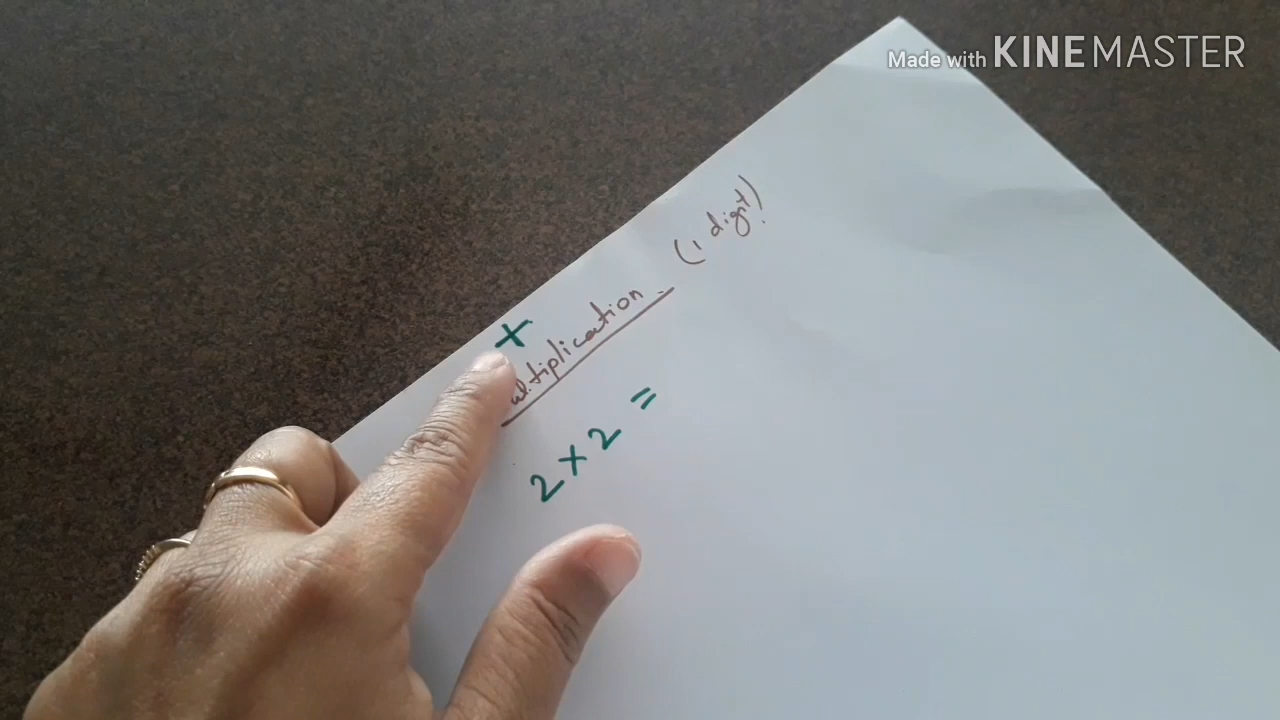 Made with KINEMASTER
(1 digit)
x
ultiplication
2 x 2 =